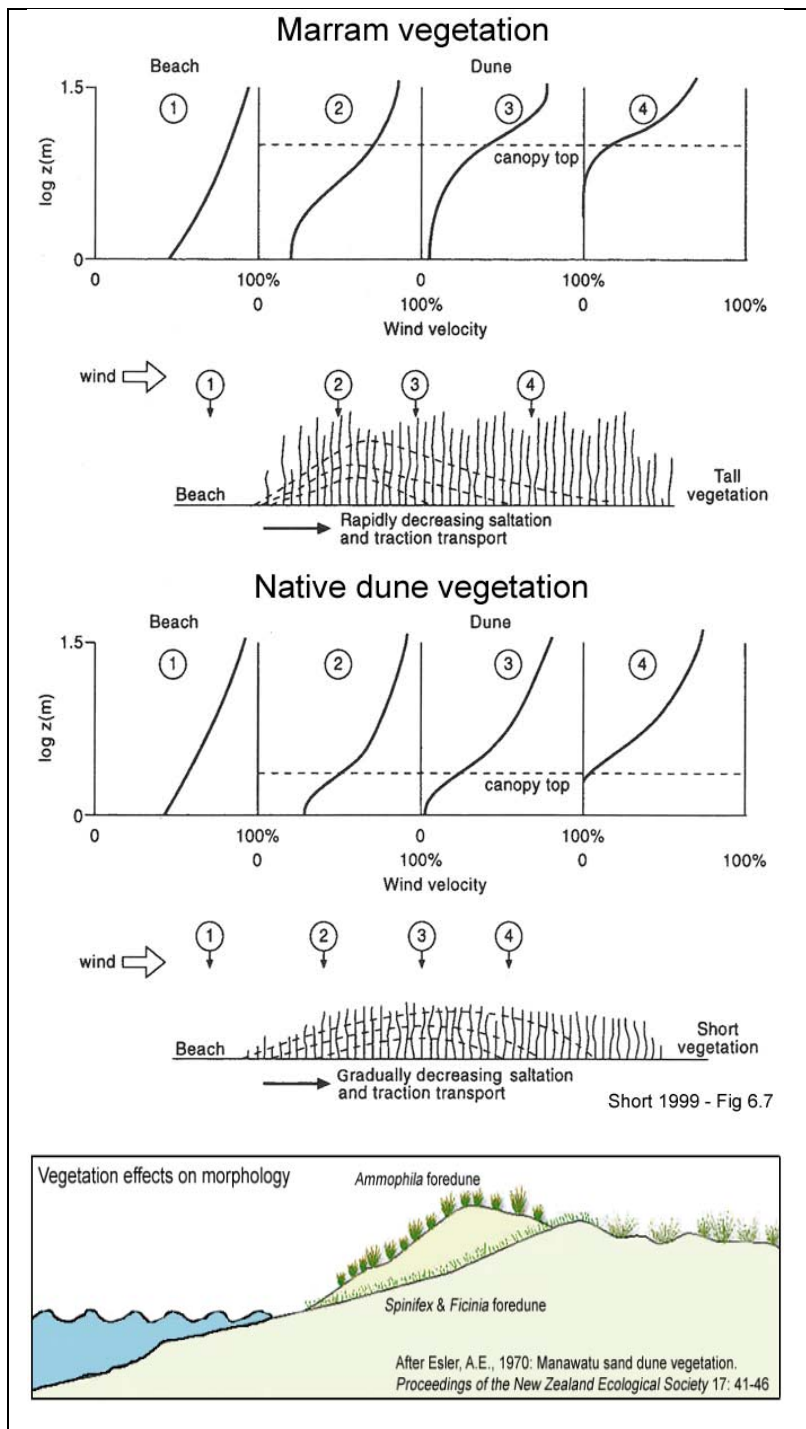 Marram vegetation
Beach
Dune
1.5
1
2
3
4
log z(m)
canopy top
0
0
100%
0
100%
0
100%
100%
Wind velocity
wind
1
2
3
4
Beach
Tall
vegetation
Rapidly decreasing saltation
and traction transport
Native dune vegetation
Beach
Dune
1.5
1
2
3
4
log z(m)
canopy top
0
0
100%
0
100%
0
100%
100%
Wind velocity
wind
1
2
3
4
Beach
Short
vegetation
Gradually decreasing saltation
and traction transport
Short 1999 - Fig 6.7
Vegetation effects on morphology
Ammophila foredune
Spinifex & Ficinia foredune
After Esler, A.E., 1970: Manawatu sand dune vegetation.
Proceedings of the New Zealand Ecological Society 17: 41-46